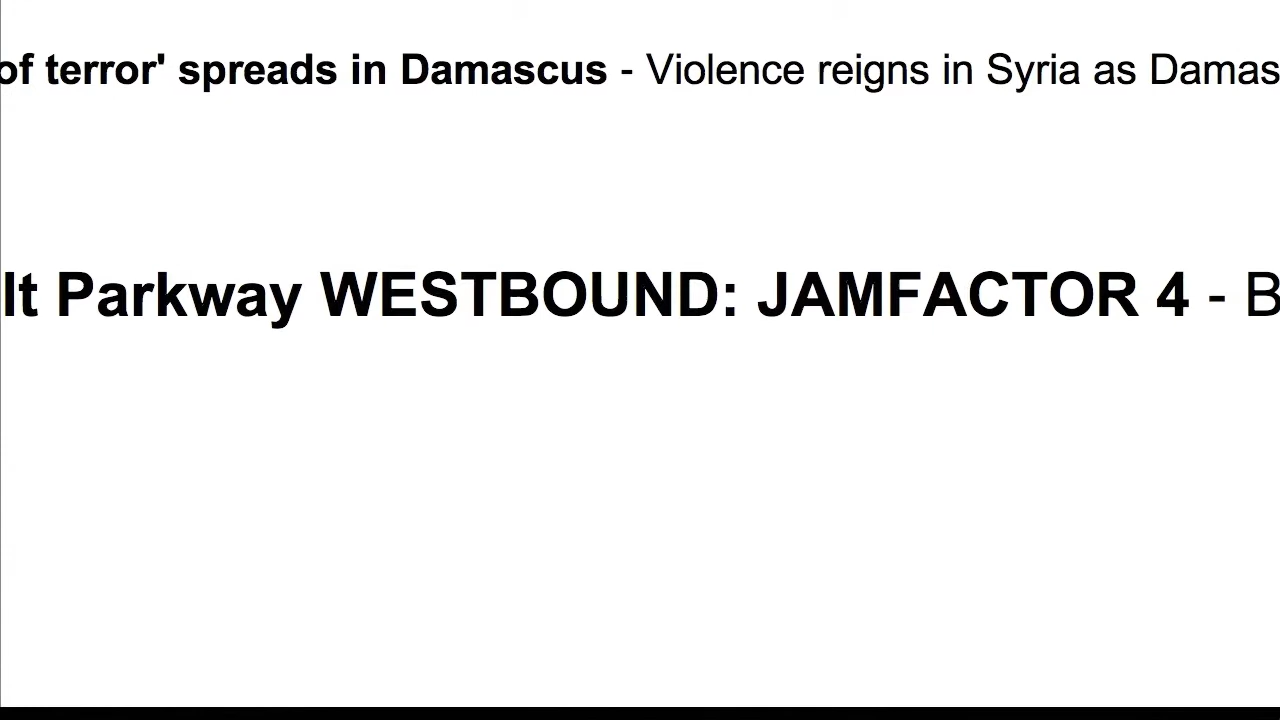 of terror' spreads in Damascus - Violence reigns in Syria as Damas
lt Parkway WESTBOUND: JAMFACTOR 4 - B